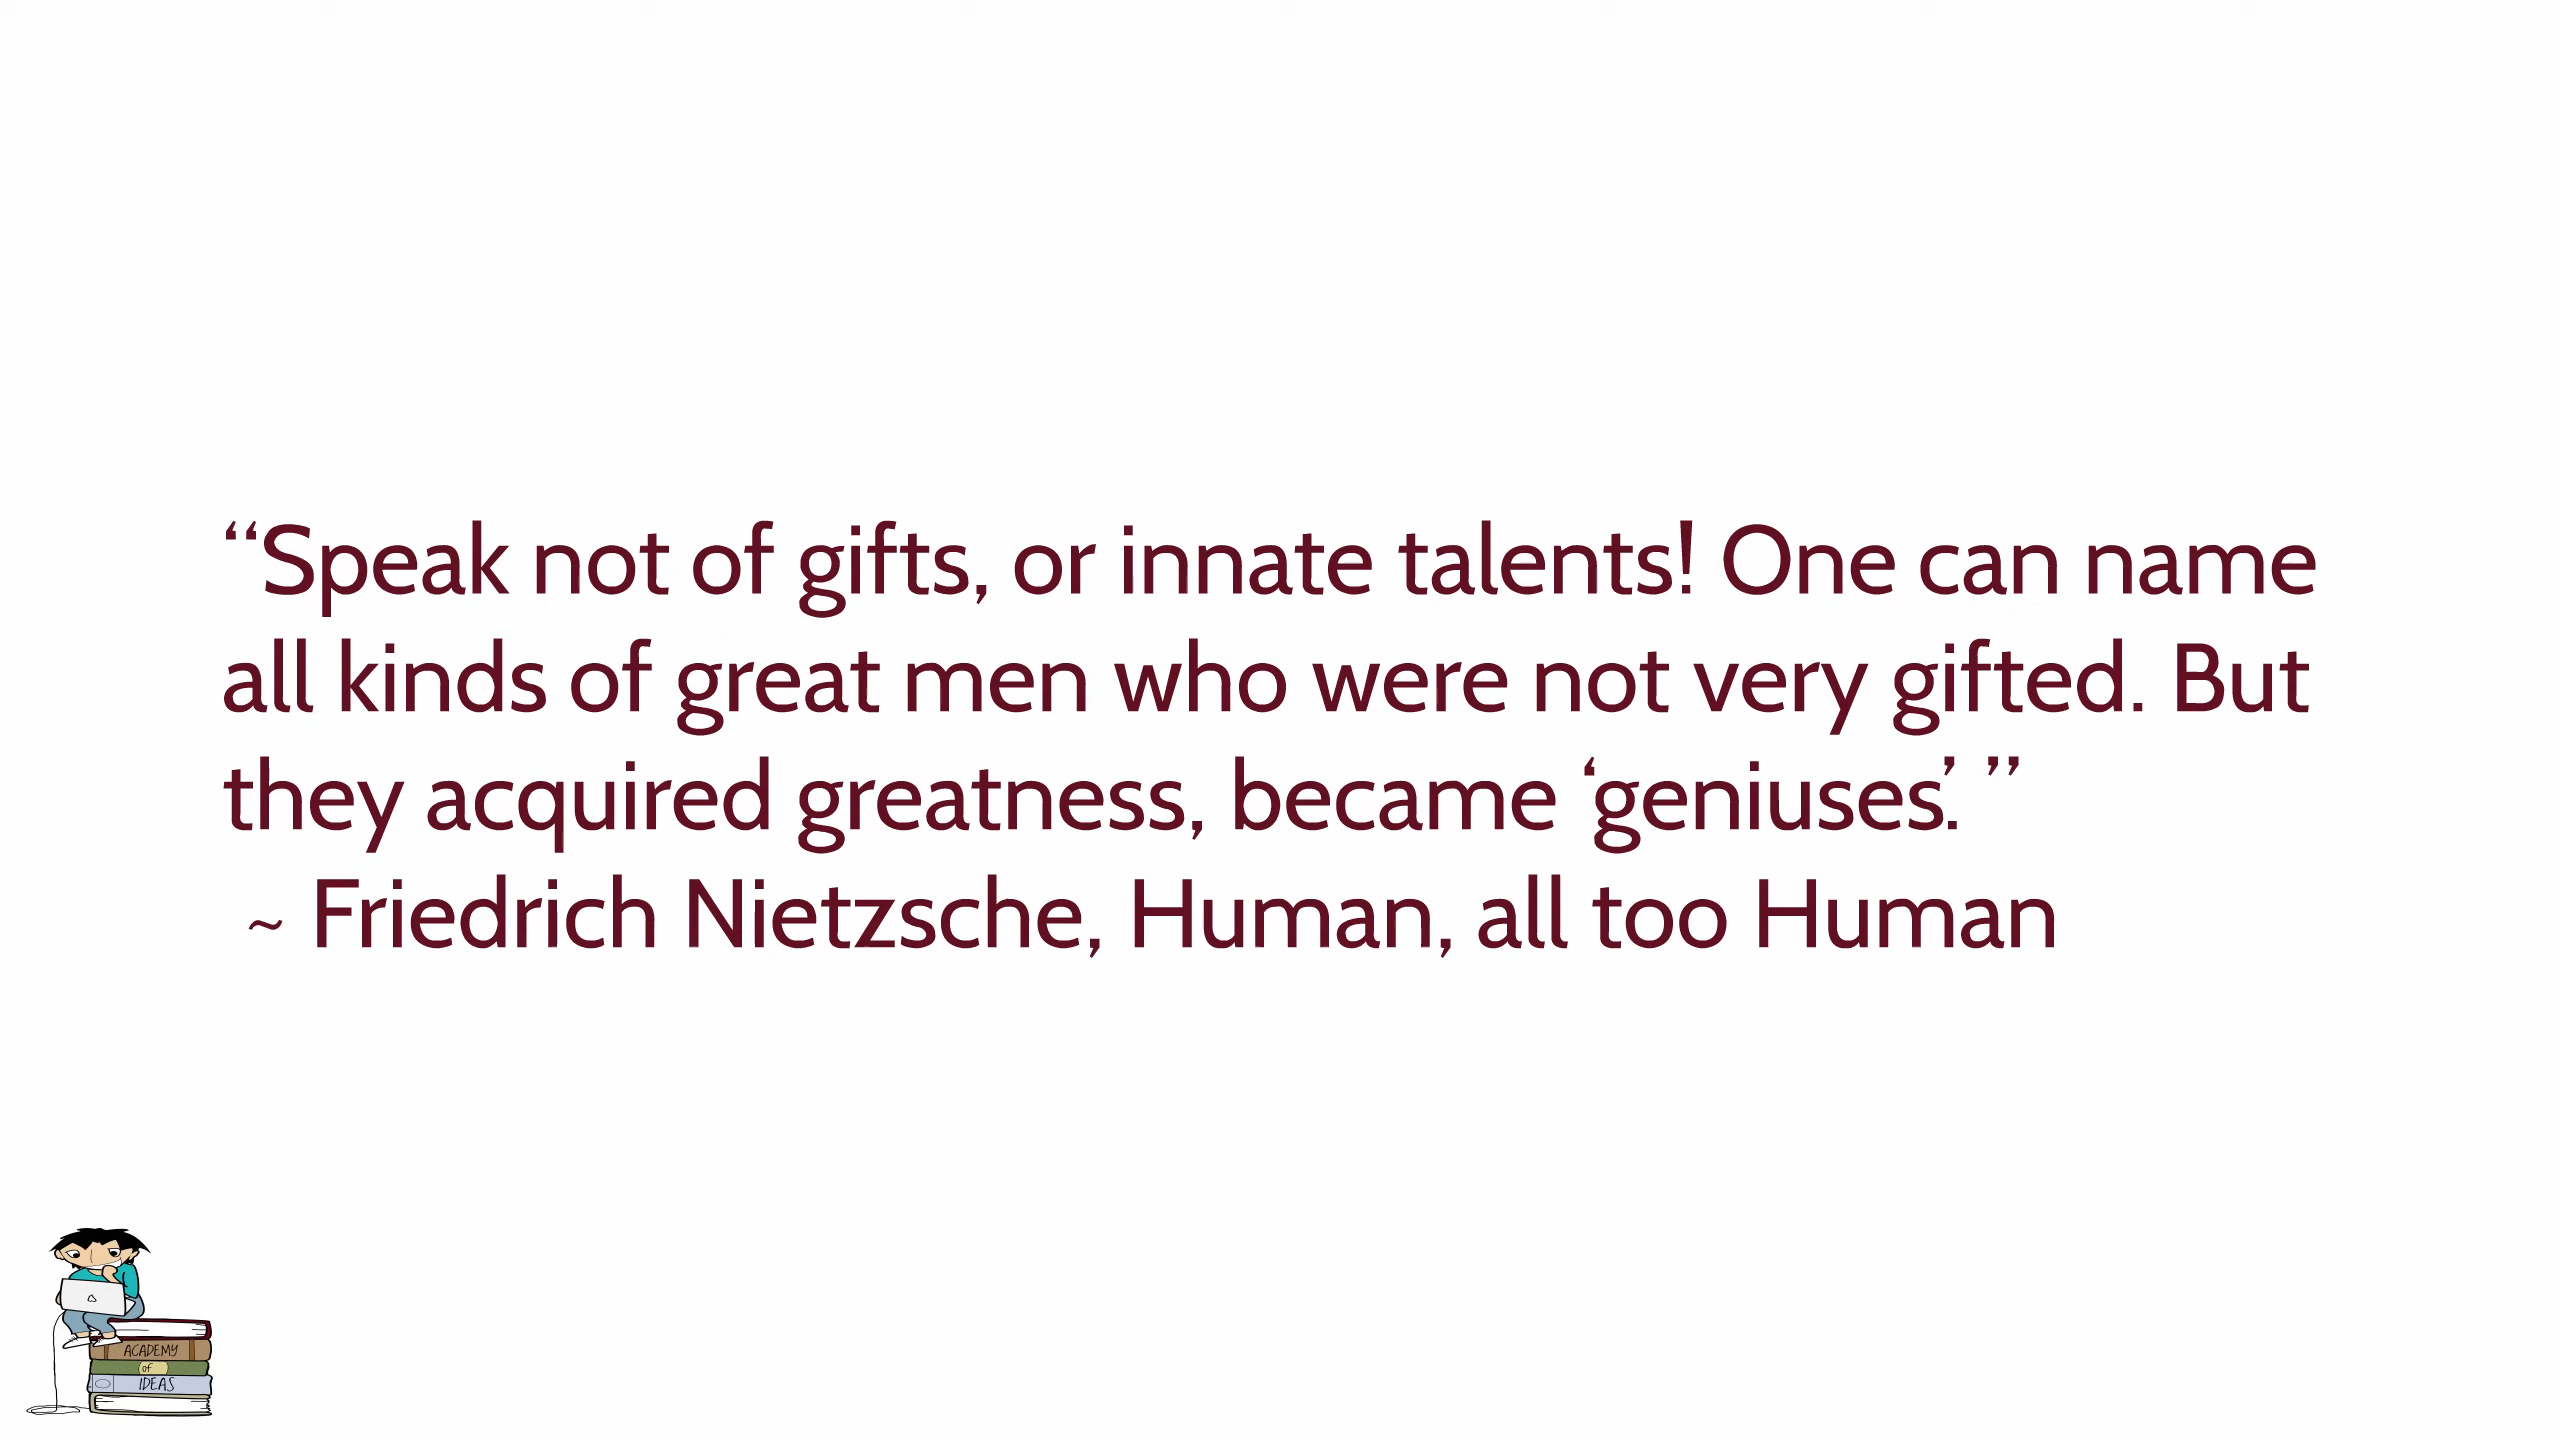 “Speak not of gifts, or innate talents! One can name
all kinds of great men who were not very gifted. But
they acquired greatness, became ‘geniuses’. ”
~ Friedrich Nietzsche, Human, all too Human
ACADEMY
of
IDEAS